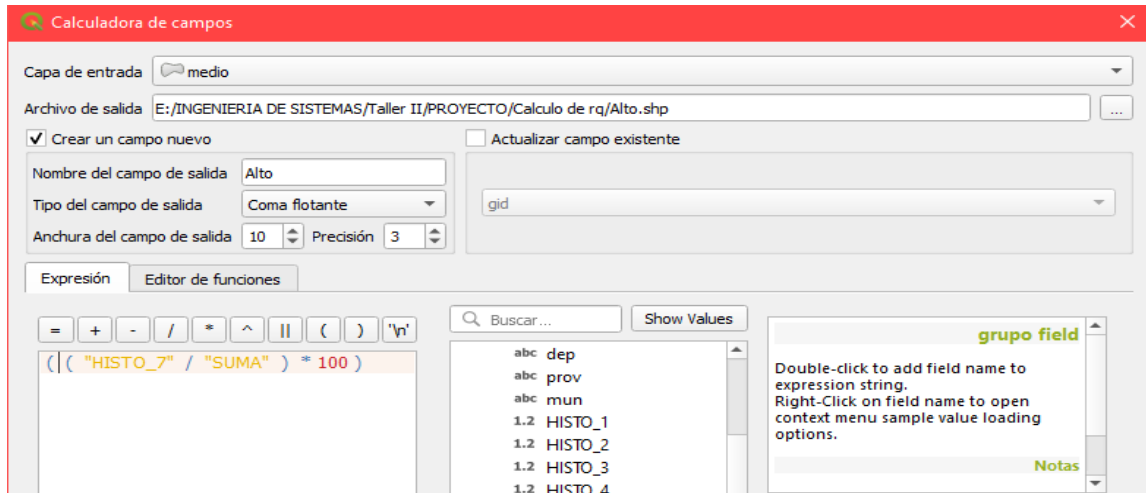 Calculadora de campos
Capa de entrada medio
Archivo de salida E:/INGENIERIA DE SISTEMAS/Taller II/PROYECTO/Calculo de rq/Alto.shp ...
Crear un campo nuevo
Actualizar campo existente
Nombre del campo de salida Alto
Tipo del campo de salida Coma flotante
gid
Anchura del campo de salida 10 Precisión 3
Expresión Editor de funciones
= + - / * ^ || ( ) '\n'
( ( "HISTO_7" / "SUMA" ) * 100 )
Buscar... Show Values
abc dep
abc prov
abc mun
1.2 HISTO_1
1.2 HISTO_2
1.2 HISTO_3
1.2 HISTO_4
grupo field
Double-click to add field name to
expression string.
Right-Click on field name to open
context menu sample value loading
options.
Notas